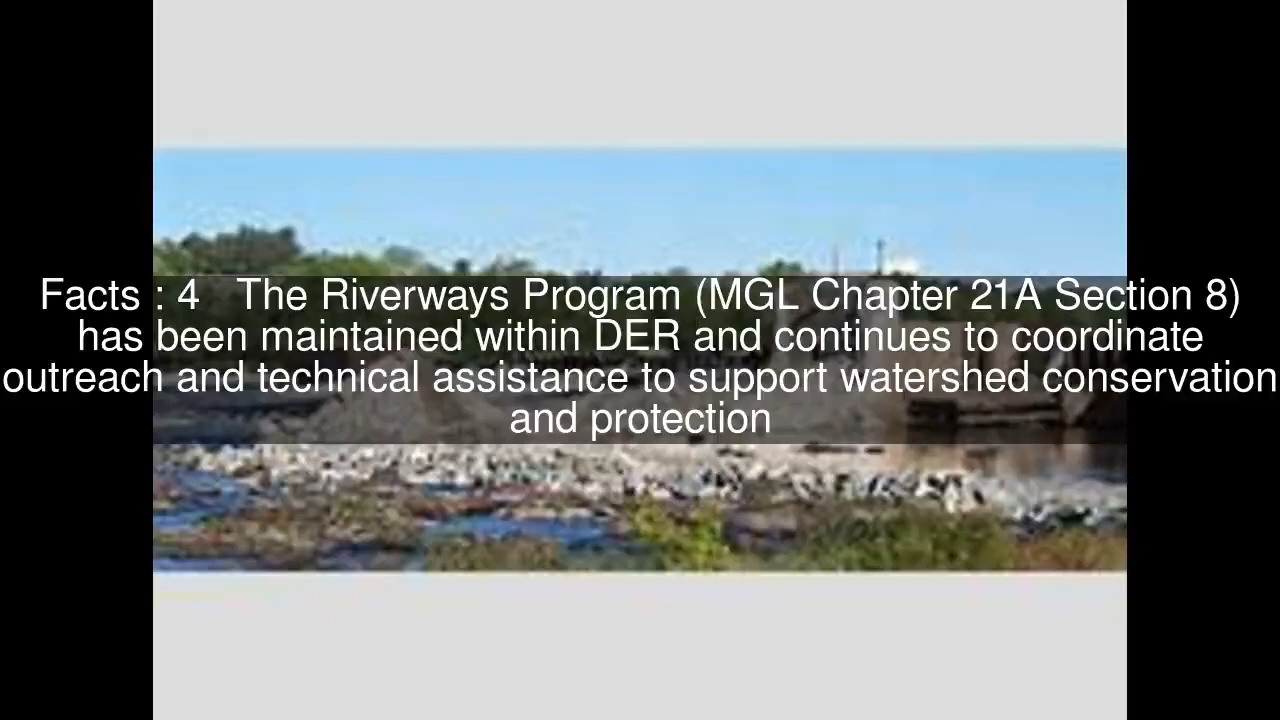 Facts : 4 The Riverways Program (MGL Chapter 21A Section 8)
has been maintained within DER and continues to coordinate
outreach and technical assistance to support watershed conservation
and protection